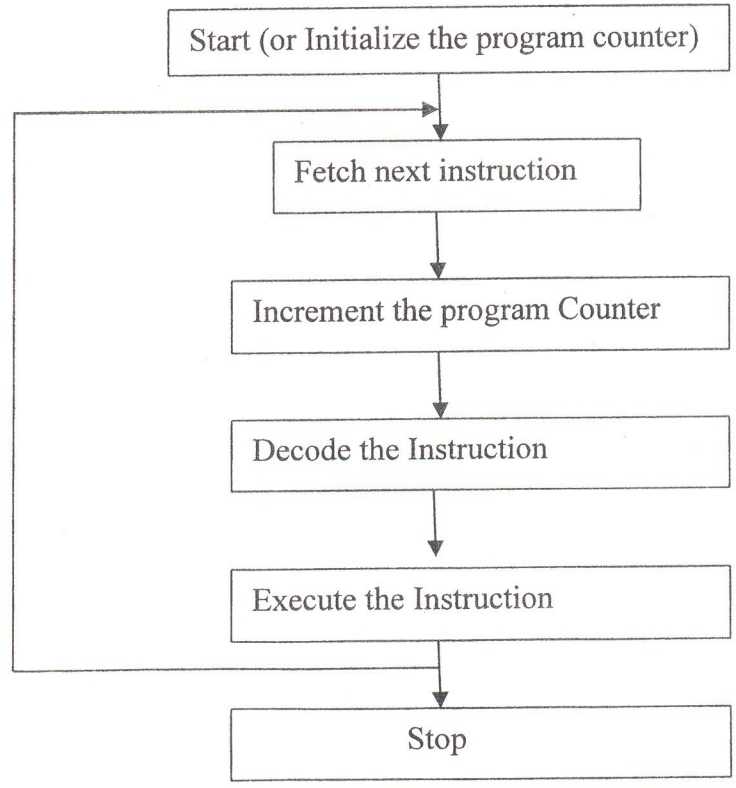 Start (or Initialize the program counter)
Fetch next instruction
Increment the program Counter
Decode the Instruction
Execute the Instruction
Stop